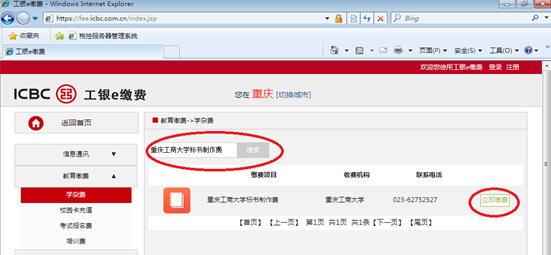 工银e缴费 - Windows Internet Explorer
https://fee.icbc.com.cn/index.jsp
Bing
收藏夹 税控服务器管理系统
工银e缴费
页面(P) 安全(S) 工具(O)
欢迎您使用工银e缴费 登录 注册
ICBC 工银e缴费
您在 重庆 [切换城市]
返回首页
教育缴费->学杂费
信息通讯 ▼
重庆工商大学标书制作费 搜索
教育缴费 ▲
缴费项目 收费机构 联系电话
学杂费
重庆工商大学标书制作费 重庆工商大学 023-62752527 立即缴费
校园卡充值
【首页】 【上一页】 第1页 共1页 共1条【下一页】 【尾页】
考试报名费
培训费